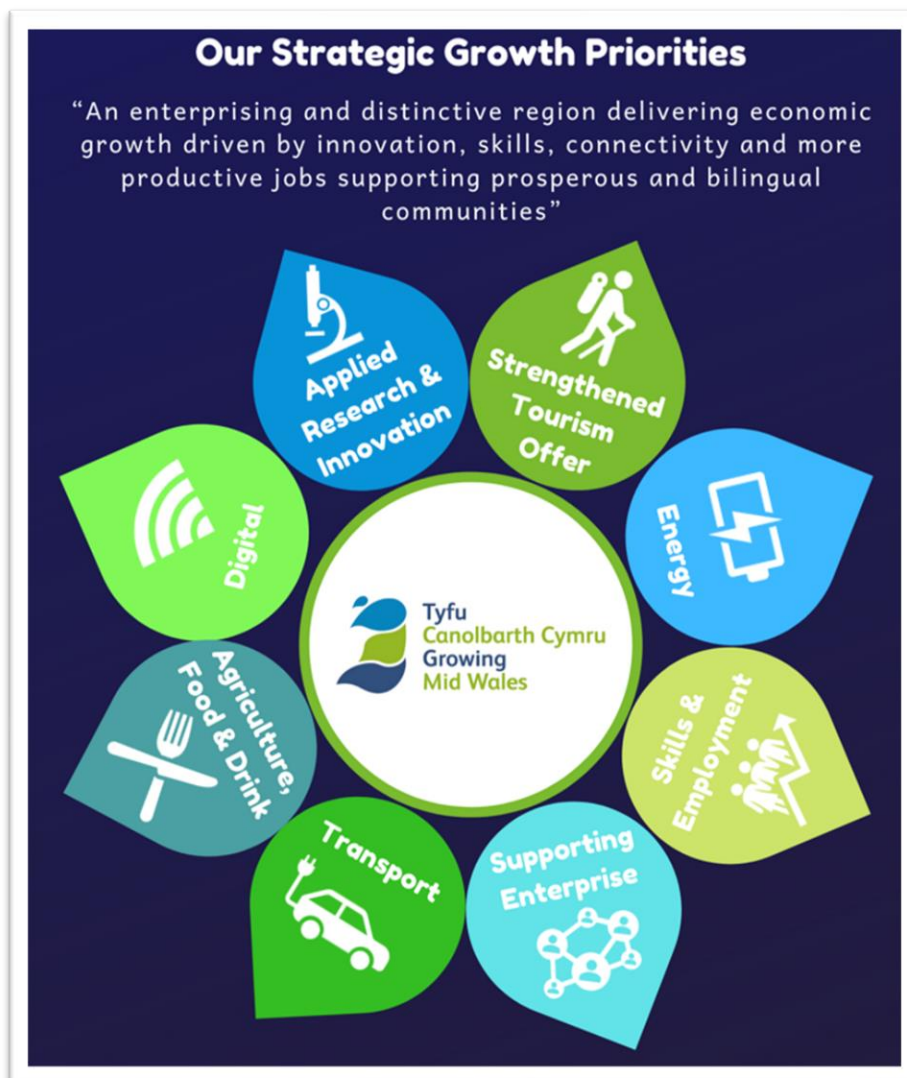 Our Strategic Growth Priorities
“An enterprising and distinctive region delivering economic
growth driven by innovation, skills, connectivity and more
productive jobs supporting prosperous and bilingual
communities”
Applied
Research &
Innovation
Strengthened
Tourism
Offer
Energy
Skills &
Employment
Supporting
Enterprise
Transport
Agriculture,
Food & Drink
Digital
Tyfu
Canolbarth Cymru
Growing
Mid Wales